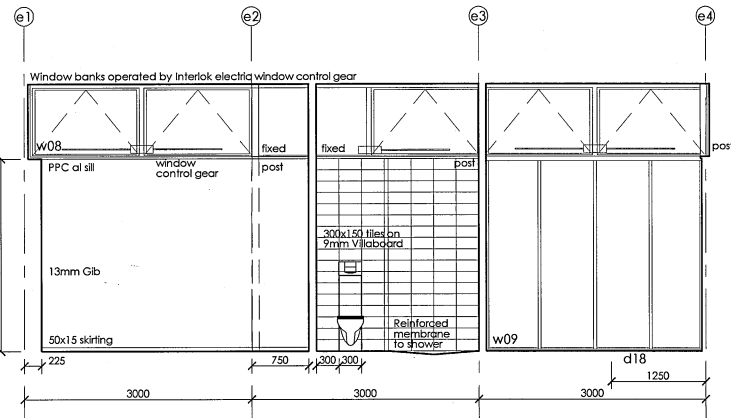 e1
e2
e3
e4
Window banks operated by Interlok electric window control gear
w08
fixed
fixed
PPC al sill
window
control gear
post
post
post
300x150 tiles on
9mm Villaboard
13mm Gib
50x15 skirting
Reinforced
membrane
to shower
w09
d18
225
750
300
300
1250
3000
3000
3000